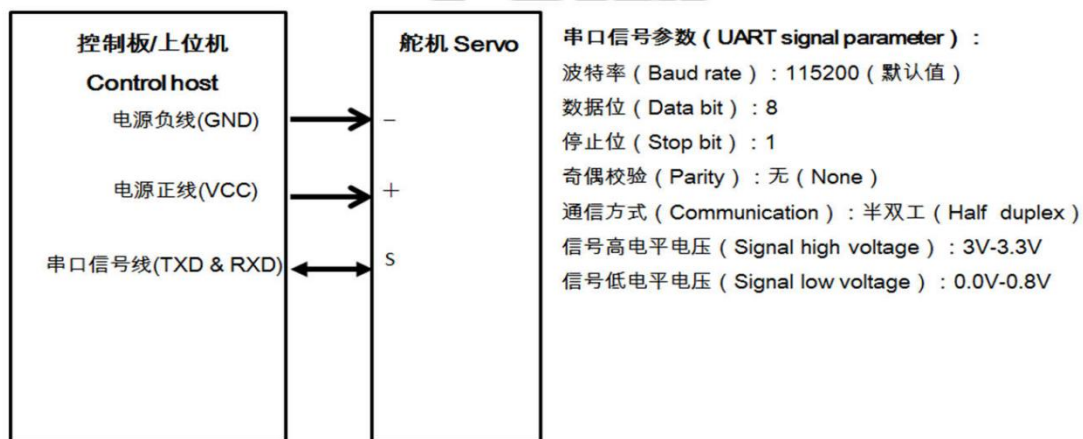 控制板/上位机
Control host
电源负线(GND)
电源正线(VCC)
串口信号线(TXD & RXD)
舵机 Servo
−
+
S
串口信号参数（UART signal parameter）：
波特率（Baud rate）：115200（默认值）
数据位（Data bit）：8
停止位（Stop bit）：1
奇偶校验（Parity）：无（None）
通信方式（Communication）：半双工（Half duplex）
信号高电平电压（Signal high voltage）：3V-3.3V
信号低电平电压（Signal low voltage）：0.0V-0.8V